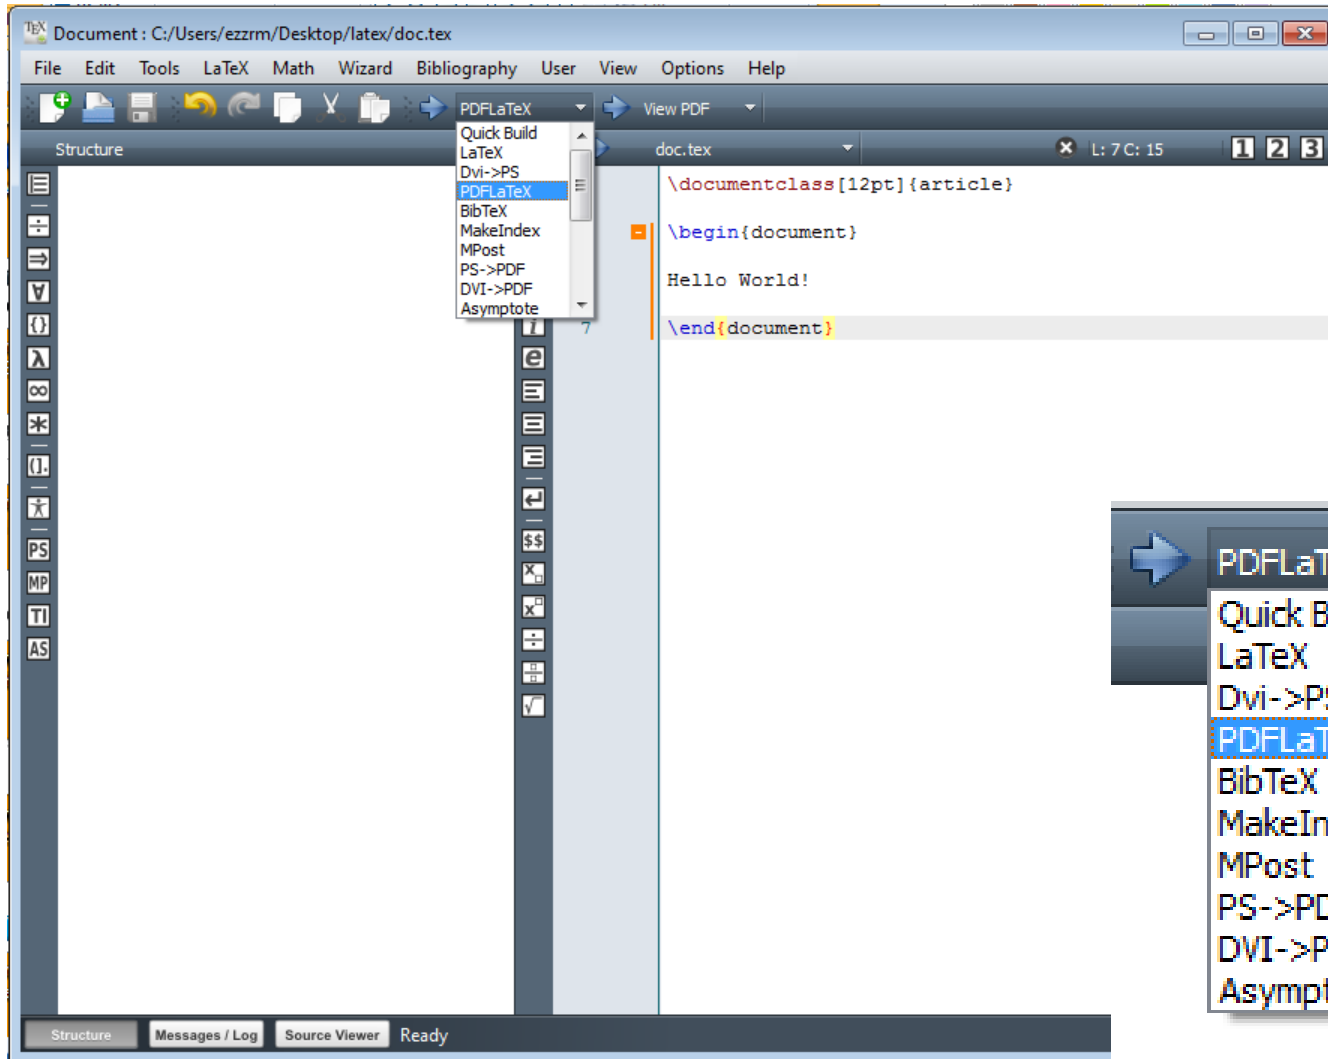 TEX Document : C:/Users/ezzrm/Desktop/latex/doc.tex
File Edit Tools LaTeX Math Wizard Bibliography User View Options Help
PDFLaTeX View PDF
Structure doc.tex L: 7 C: 15 1 2 3
Quick Build
LaTeX
Dvi->PS
PDFLaTeX
BibTeX
MakeIndex
MPost
PS->PDF
DVI->PDF
Asymptote
\documentclass[12pt]{article}
\begin{document}
Hello World!
7 \end{document}
PS
MP
TI
AS
$$
PDFLaT
Quick B
LaTeX
Dvi->PS
PDFLaT
BibTeX
MakeIn
MPost
PS->PD
DVI->P
Asympt
Structure Messages / Log Source Viewer Ready